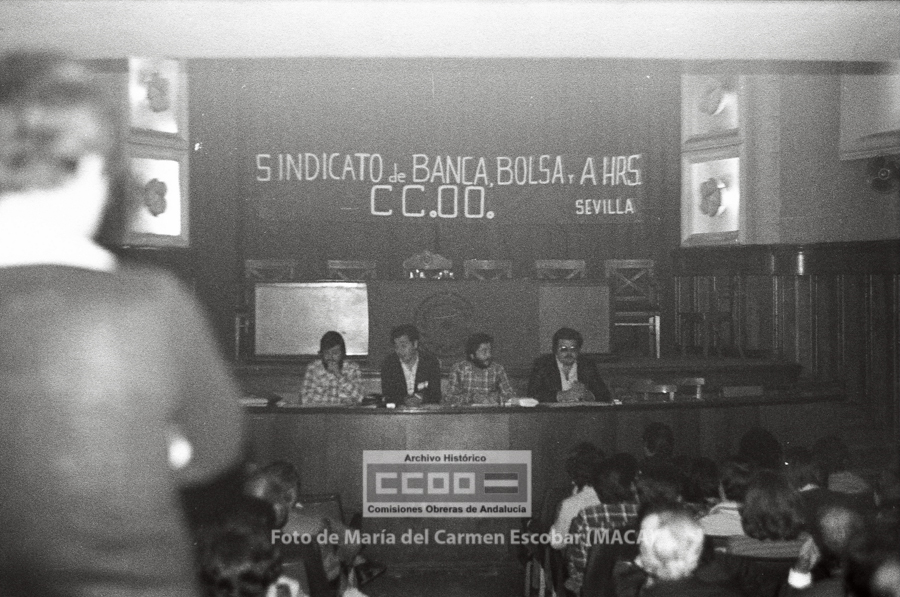 SINDICATO de BANCA, BOLSA Y AHRS.
CC.OO.
SEVILLA
Archivo Histórico
CCOO
Comisiones Obreras de Andalucía
Foto de María del Carmen Escobar (MACA)